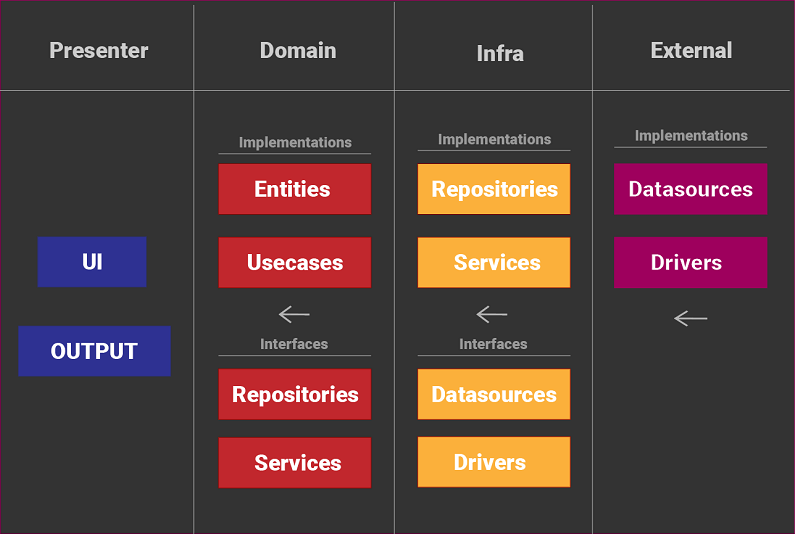 Presenter
Domain
Infra
External
UI
OUTPUT
Implementations
Entities
Usecases
Interfaces
Repositories
Services
Implementations
Repositories
Services
Interfaces
Datasources
Drivers
Implementations
Datasources
Drivers